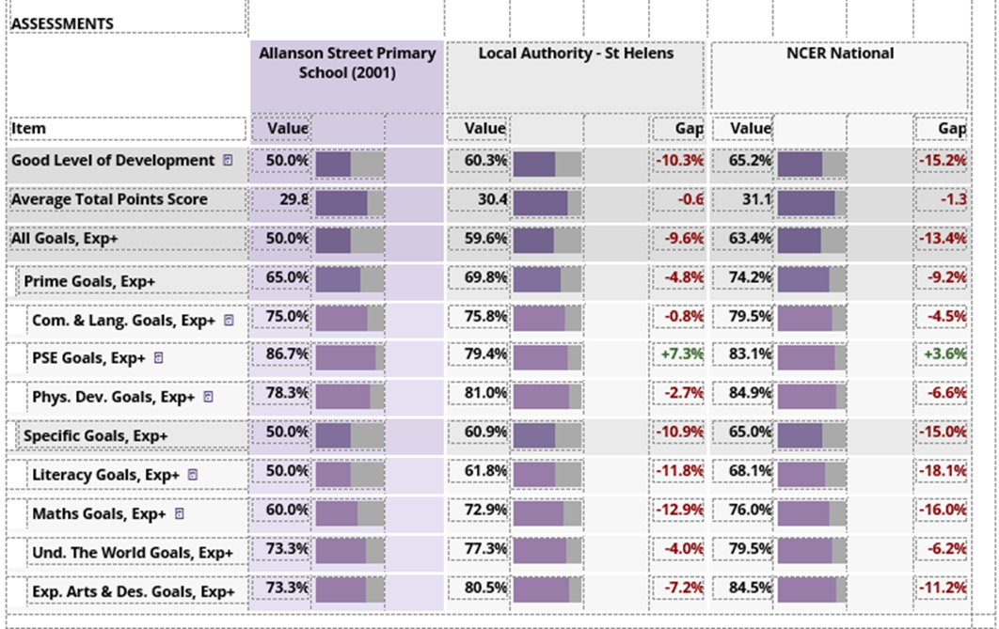 ASSESSMENTS
Allanson Street Primary School (2001) Local Authority - St Helens NCER National
Item Value Value Gap Value Gap
Good Level of Development 50.0% 60.3% -10.3% 65.2% -15.2%
Average Total Points Score 29.8 30.4 -0.6 31.1 -1.3
All Goals, Exp+ 50.0% 59.6% -9.6% 63.4% -13.4%
Prime Goals, Exp+ 65.0% 69.8% -4.8% 74.2% -9.2%
Com. & Lang. Goals, Exp+ 75.0% 75.8% -0.8% 79.5% -4.5%
PSE Goals, Exp+ 86.7% 79.4% +7.3% 83.1% +3.6%
Phys. Dev. Goals, Exp+ 78.3% 81.0% -2.7% 84.9% -6.6%
Specific Goals, Exp+ 50.0% 60.9% -10.9% 65.0% -15.0%
Literacy Goals, Exp+ 50.0% 61.8% -11.8% 68.1% -18.1%
Maths Goals, Exp+ 60.0% 72.9% -12.9% 76.0% -16.0%
Und. The World Goals, Exp+ 73.3% 77.3% -4.0% 79.5% -6.2%
Exp. Arts & Des. Goals, Exp+ 73.3% 80.5% -7.2% 84.5% -11.2%